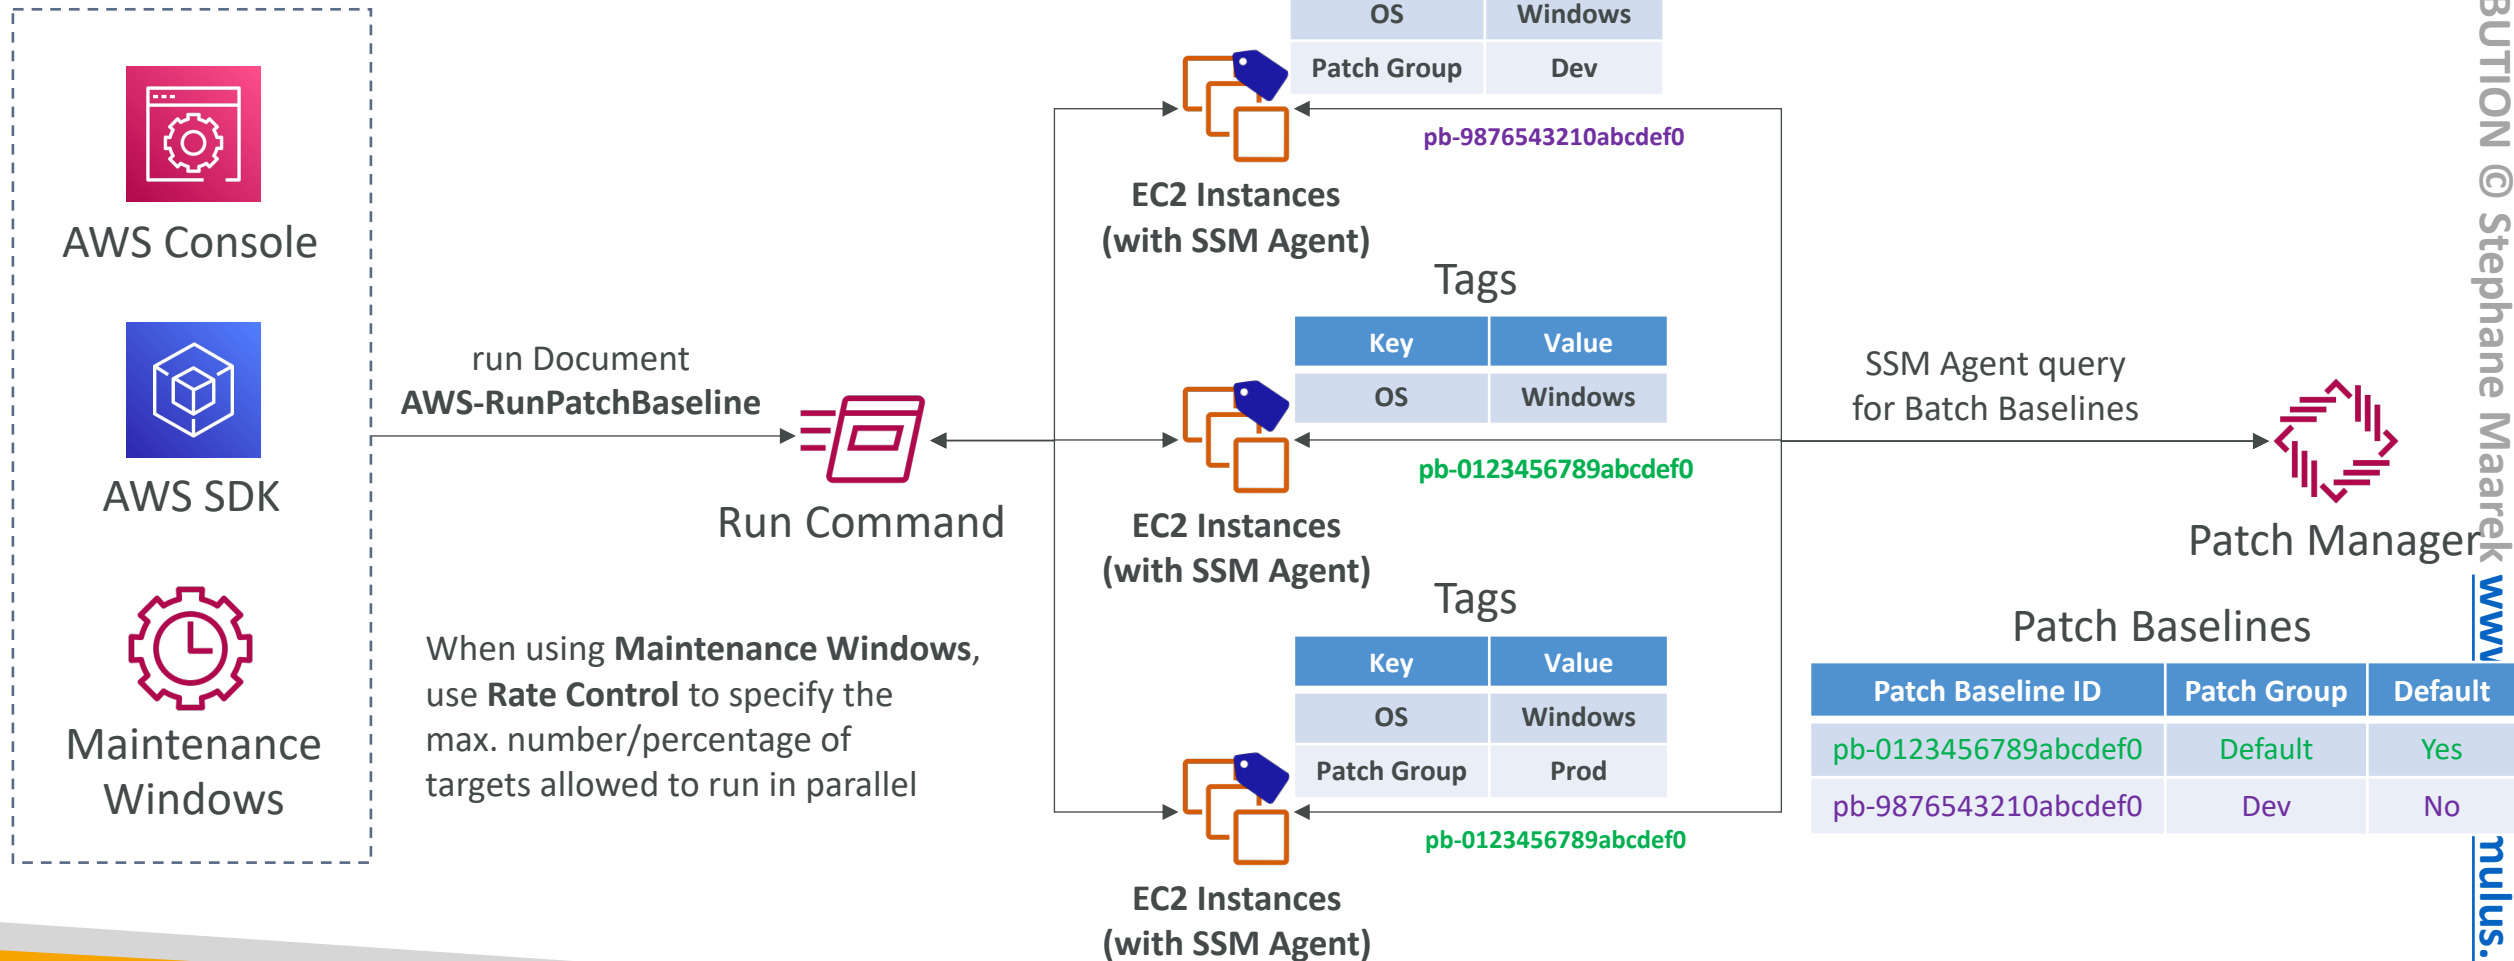 AWS Console
AWS SDK
Maintenance
Windows
run Document
AWS-RunPatchBaseline
Run Command
When using Maintenance Windows,
use Rate Control to specify the
max. number/percentage of
targets allowed to run in parallel
OS Windows
Patch Group Dev
pb-9876543210abcdef0
EC2 Instances
(with SSM Agent)
Tags
Key Value
OS Windows
pb-0123456789abcdef0
EC2 Instances
(with SSM Agent)
Tags
Key Value
OS Windows
Patch Group Prod
pb-0123456789abcdef0
EC2 Instances
(with SSM Agent)
SSM Agent query
for Batch Baselines
Patch Manager
Patch Baselines
Patch Baseline ID Patch Group Default
pb-0123456789abcdef0 Default Yes
pb-9876543210abcdef0 Dev No
BUTION © Stephane Maarek www mulus.